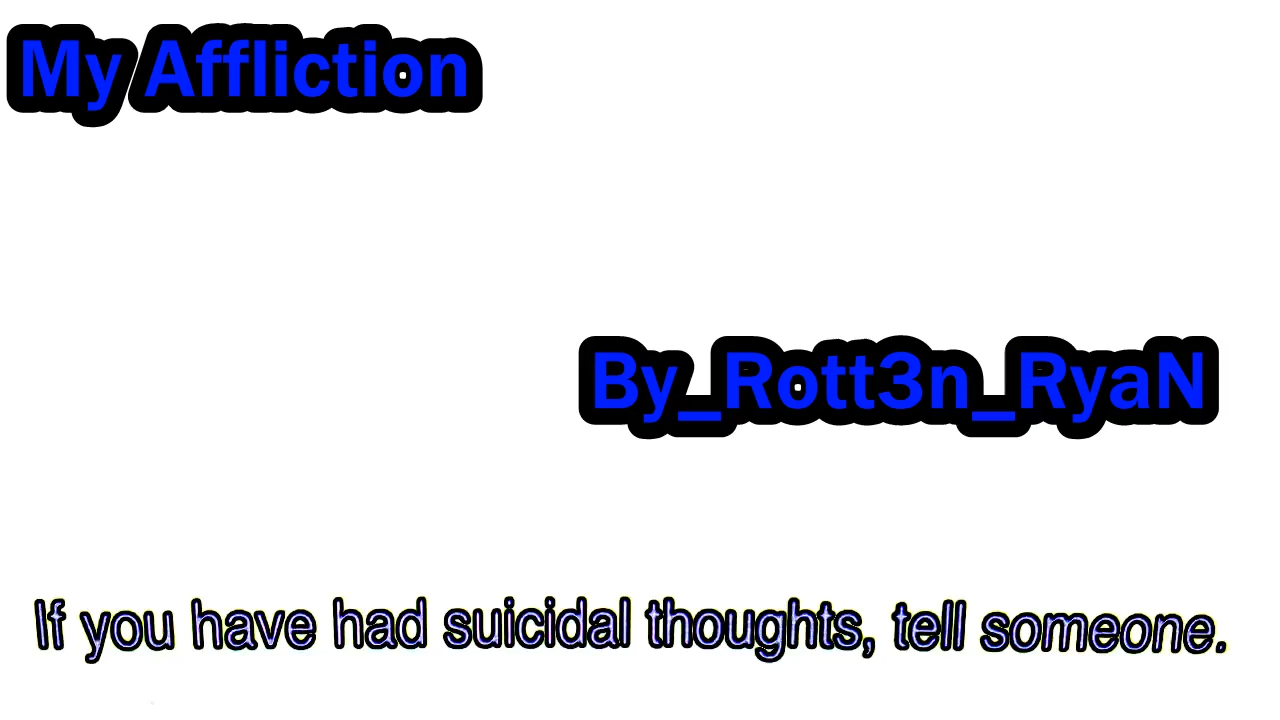 My Affliction
By_Rott3n_RyaN
If you have had suicidal thoughts, tell someone.